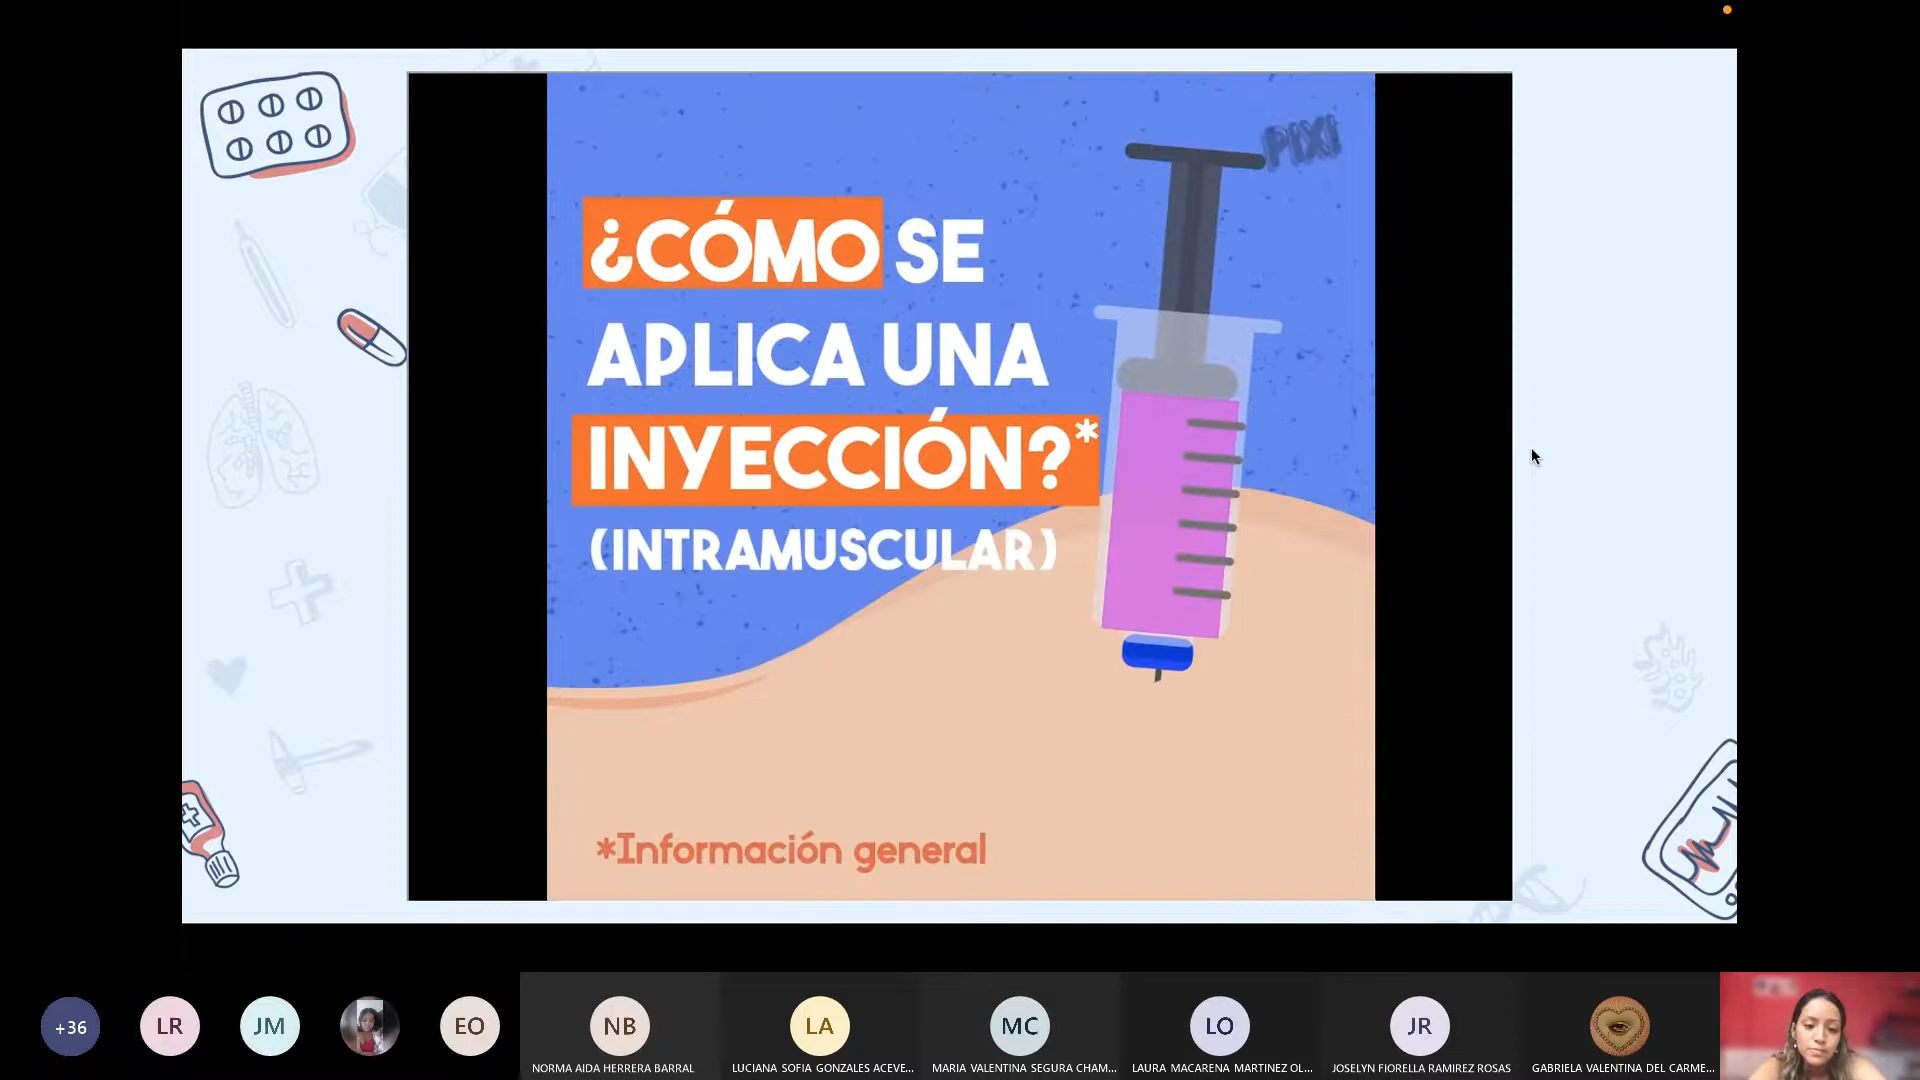 PIXI
¿CÓMO SE
APLICA UNA
INYECCIÓN?*
(INTRAMUSCULAR)
*Información general
+36
LR
JM
EO
NB
LA
MC
LO
JR
NORMA AIDA HERRERA BARRAL
LUCIANA SOFIA GONZALES ACEVE...
MARIA VALENTINA SEGURA CHAM...
LAURA MACARENA MARTINEZ OL...
JOSELYN FIORELLA RAMIREZ ROSAS
GABRIELA VALENTINA DEL CARME...